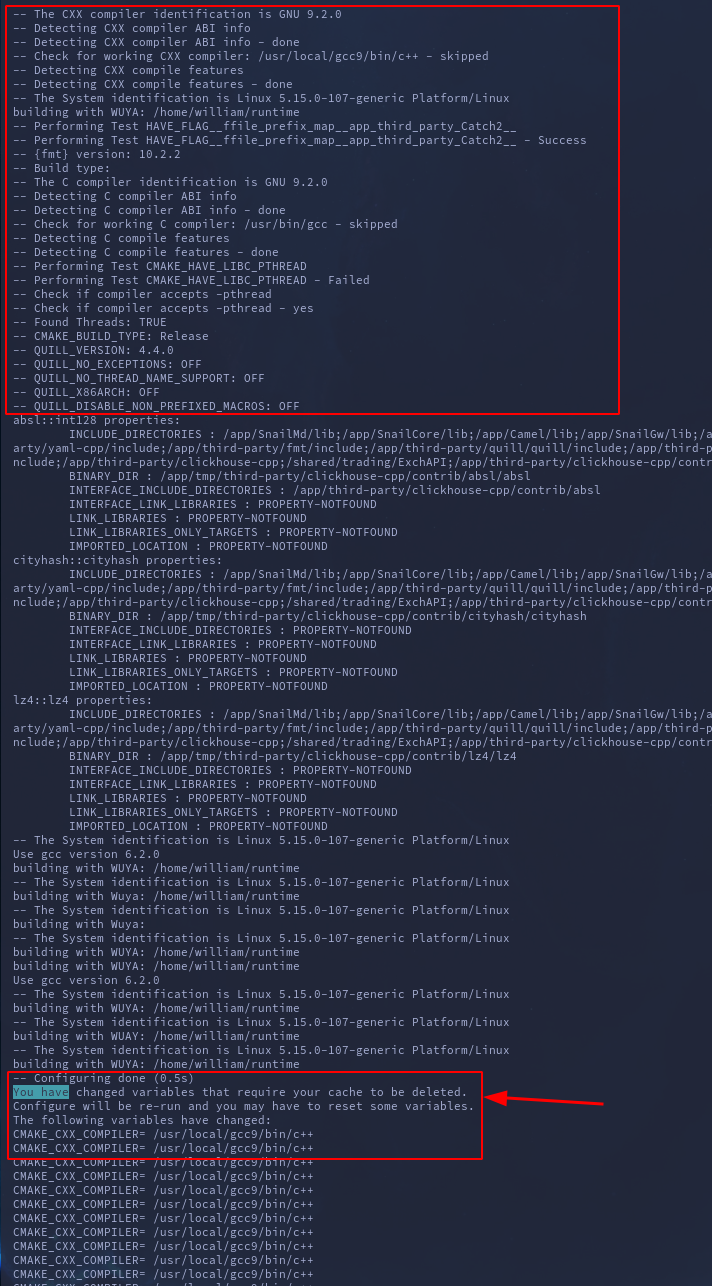 -- The CXX compiler identification is GNU 9.2.0
-- Detecting CXX compiler ABI info
-- Detecting CXX compiler ABI info - done
-- Check for working CXX compiler: /usr/local/gcc9/bin/c++ - skipped
-- Detecting CXX compile features
-- Detecting CXX compile features - done
-- The System identification is Linux 5.15.0-107-generic Platform/Linux
building with WUYA: /home/william/runtime
-- Performing Test HAVE_FLAG__ffile_prefix_map__app_third_party_Catch2__
-- Performing Test HAVE_FLAG__ffile_prefix_map__app_third_party_Catch2__ - Success
-- {fmt} version: 10.2.2
-- Build type:
-- The C compiler identification is GNU 9.2.0
-- Detecting C compiler ABI info
-- Detecting C compiler ABI info - done
-- Check for working C compiler: /usr/bin/gcc - skipped
-- Detecting C compile features
-- Detecting C compile features - done
-- Performing Test CMAKE_HAVE_LIBC_PTHREAD
-- Performing Test CMAKE_HAVE_LIBC_PTHREAD - Failed
-- Check if compiler accepts -pthread
-- Check if compiler accepts -pthread - yes
-- Found Threads: TRUE
-- CMAKE_BUILD_TYPE: Release
-- QUILL_VERSION: 4.4.0
-- QUILL_NO_EXCEPTIONS: OFF
-- QUILL_NO_THREAD_NAME_SUPPORT: OFF
-- QUILL_X86ARCH: OFF
-- QUILL_DISABLE_NON_PREFIXED_MACROS: OFF
absl::int128 properties:
INCLUDE_DIRECTORIES : /app/SnailMd/lib;/app/SnailCore/lib;/app/Camel/lib;/app/SnailGw/lib;/a
arty/yaml-cpp/include;/app/third-party/fmt/include;/app/third-party/quill/quill/include;/app/third-p
nclude;/app/third-party/clickhouse-cpp;/shared/trading/ExchAPI;/app/third-party/clickhouse-cpp/contr
BINARY_DIR : /app/tmp/third-party/clickhouse-cpp/contrib/absl/absl
INTERFACE_INCLUDE_DIRECTORIES : /app/third-party/clickhouse-cpp/contrib/absl
INTERFACE_LINK_LIBRARIES : PROPERTY-NOTFOUND
LINK_LIBRARIES : PROPERTY-NOTFOUND
LINK_LIBRARIES_ONLY_TARGETS : PROPERTY-NOTFOUND
IMPORTED_LOCATION : PROPERTY-NOTFOUND
cityhash::cityhash properties:
INCLUDE_DIRECTORIES : /app/SnailMd/lib;/app/SnailCore/lib;/app/Camel/lib;/app/SnailGw/lib;/a
arty/yaml-cpp/include;/app/third-party/fmt/include;/app/third-party/quill/quill/include;/app/third-p
nclude;/app/third-party/clickhouse-cpp;/shared/trading/ExchAPI;/app/third-party/clickhouse-cpp/contr
BINARY_DIR : /app/tmp/third-party/clickhouse-cpp/contrib/cityhash/cityhash
INTERFACE_INCLUDE_DIRECTORIES : PROPERTY-NOTFOUND
INTERFACE_LINK_LIBRARIES : PROPERTY-NOTFOUND
LINK_LIBRARIES : PROPERTY-NOTFOUND
LINK_LIBRARIES_ONLY_TARGETS : PROPERTY-NOTFOUND
IMPORTED_LOCATION : PROPERTY-NOTFOUND
lz4::lz4 properties:
INCLUDE_DIRECTORIES : /app/SnailMd/lib;/app/SnailCore/lib;/app/Camel/lib;/app/SnailGw/lib;/a
arty/yaml-cpp/include;/app/third-party/fmt/include;/app/third-party/quill/quill/include;/app/third-p
nclude;/app/third-party/clickhouse-cpp;/shared/trading/ExchAPI;/app/third-party/clickhouse-cpp/contr
BINARY_DIR : /app/tmp/third-party/clickhouse-cpp/contrib/lz4/lz4
INTERFACE_INCLUDE_DIRECTORIES : PROPERTY-NOTFOUND
INTERFACE_LINK_LIBRARIES : PROPERTY-NOTFOUND
LINK_LIBRARIES : PROPERTY-NOTFOUND
LINK_LIBRARIES_ONLY_TARGETS : PROPERTY-NOTFOUND
IMPORTED_LOCATION : PROPERTY-NOTFOUND
-- The System identification is Linux 5.15.0-107-generic Platform/Linux
Use gcc version 6.2.0
building with WUYA: /home/william/runtime
-- The System identification is Linux 5.15.0-107-generic Platform/Linux
building with Wuya: /home/william/runtime
-- The System identification is Linux 5.15.0-107-generic Platform/Linux
building with Wuya:
-- The System identification is Linux 5.15.0-107-generic Platform/Linux
building with WUYA: /home/william/runtime
building with WUYA: /home/william/runtime
Use gcc version 6.2.0
-- The System identification is Linux 5.15.0-107-generic Platform/Linux
building with WUYA: /home/william/runtime
-- The System identification is Linux 5.15.0-107-generic Platform/Linux
building with WUAY: /home/william/runtime
-- The System identification is Linux 5.15.0-107-generic Platform/Linux
building with WUYA: /home/william/runtime
-- Configuring done (0.5s)
You have changed variables that require your cache to be deleted.
Configure will be re-run and you may have to reset some variables.
The following variables have changed:
CMAKE_CXX_COMPILER= /usr/local/gcc9/bin/c++
CMAKE_CXX_COMPILER= /usr/local/gcc9/bin/c++
CMAKE_CXX_COMPILER= /usr/local/gcc9/bin/c++
CMAKE_CXX_COMPILER= /usr/local/gcc9/bin/c++
CMAKE_CXX_COMPILER= /usr/local/gcc9/bin/c++
CMAKE_CXX_COMPILER= /usr/local/gcc9/bin/c++
CMAKE_CXX_COMPILER= /usr/local/gcc9/bin/c++
CMAKE_CXX_COMPILER= /usr/local/gcc9/bin/c++
CMAKE_CXX_COMPILER= /usr/local/gcc9/bin/c++
CMAKE_CXX_COMPILER= /usr/local/gcc9/bin/c++
CMAKE_CXX_COMPILER= /usr/local/gcc9/bin/c++